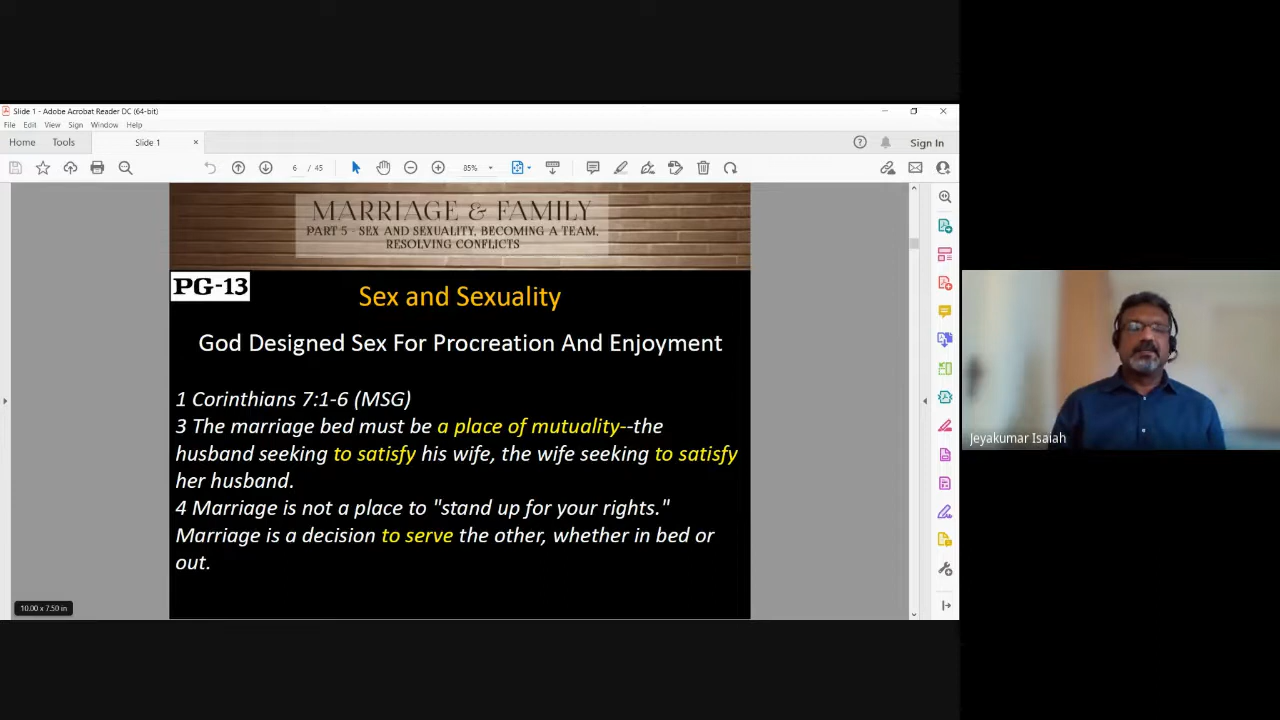 Slide 1 - Adobe Acrobat Reader DC (64-bit)
File Edit View Sign Window Help
Home Tools Slide 1 Sign In
6 / 45 85%
MARRIAGE & FAMILY
PART 5 - SEX AND SEXUALITY, BECOMING A TEAM,
RESOLVING CONFLICTS
PG-13
Sex and Sexuality
God Designed Sex For Procreation And Enjoyment
1 Corinthians 7:1-6 (MSG)
3 The marriage bed must be a place of mutuality--the
husband seeking to satisfy his wife, the wife seeking to satisfy
her husband.
4 Marriage is not a place to "stand up for your rights."
Marriage is a decision to serve the other, whether in bed or
out.
10.00 x 7.50 in
Jeyakumar Isaiah